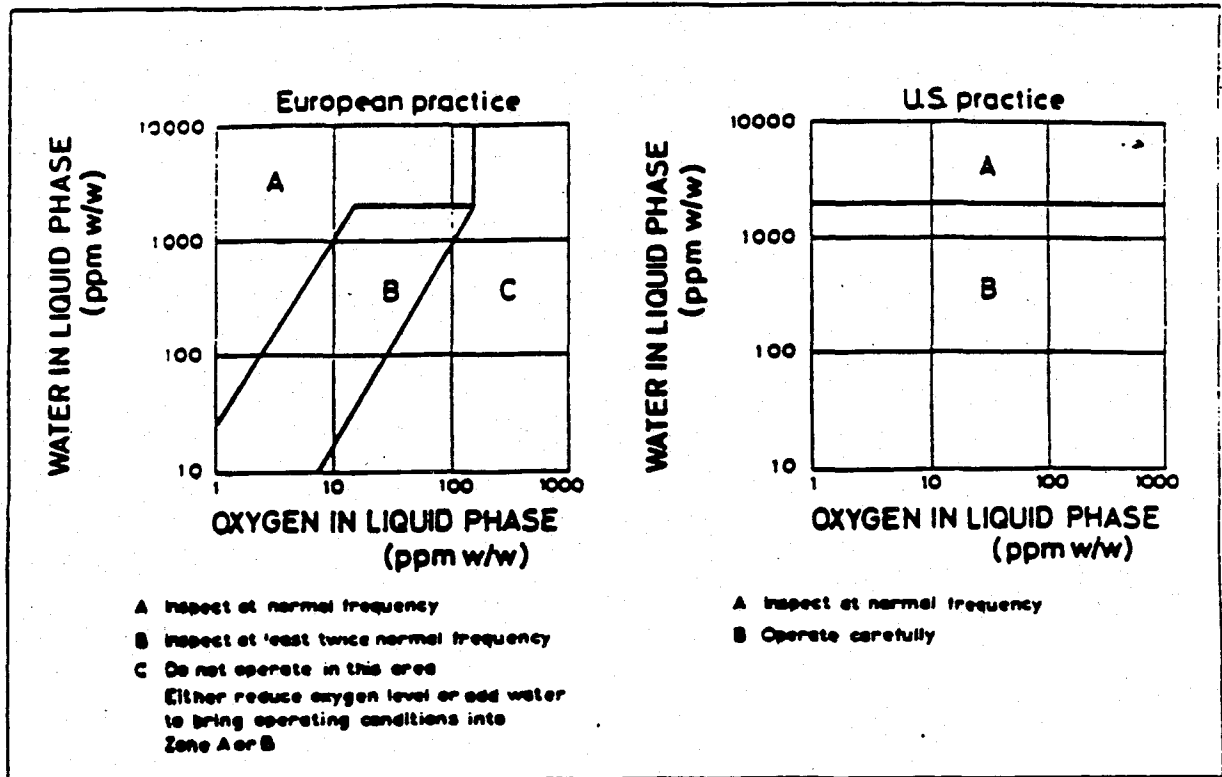 European practice
WATER IN LIQUID PHASE
(ppm w/w)
10000
1000
100
10
A
B
C
1
10
100
1000
OXYGEN IN LIQUID PHASE
(ppm w/w)
A Inspect at normal frequency
B Inspect at least twice normal frequency
C Do not operate in this area
Either reduce oxygen level or add water
to bring operating conditions into
Zone A or B
U.S. practice
WATER IN LIQUID PHASE
(ppm w/w)
10000
1000
100
10
A
B
1
10
100
1000
OXYGEN IN LIQUID PHASE
(ppm w/w)
A Inspect at normal frequency
B Operate carefully